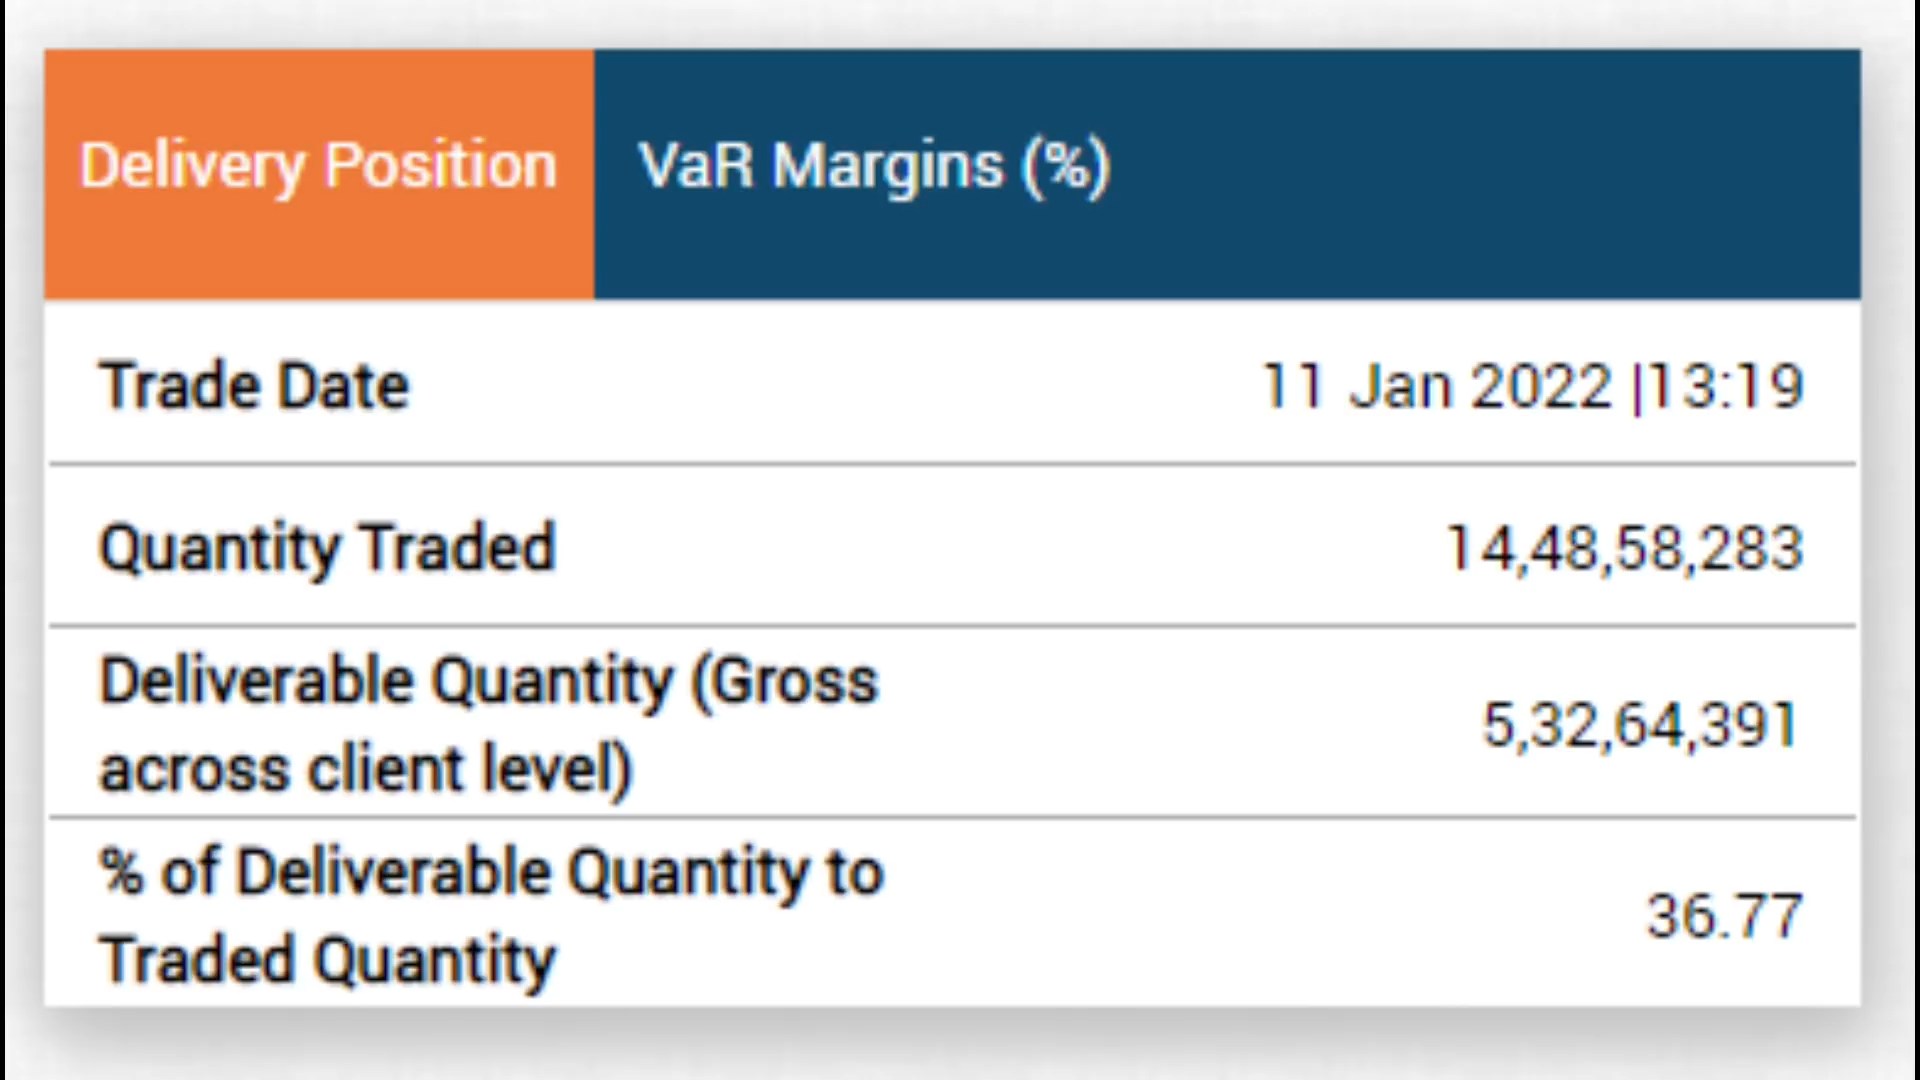 Delivery Position VaR Margins (%)
Trade Date 11 Jan 2022 |13:19
Quantity Traded 14,48,58,283
Deliverable Quantity (Gross
across client level) 5,32,64,391
% of Deliverable Quantity to
Traded Quantity 36.77